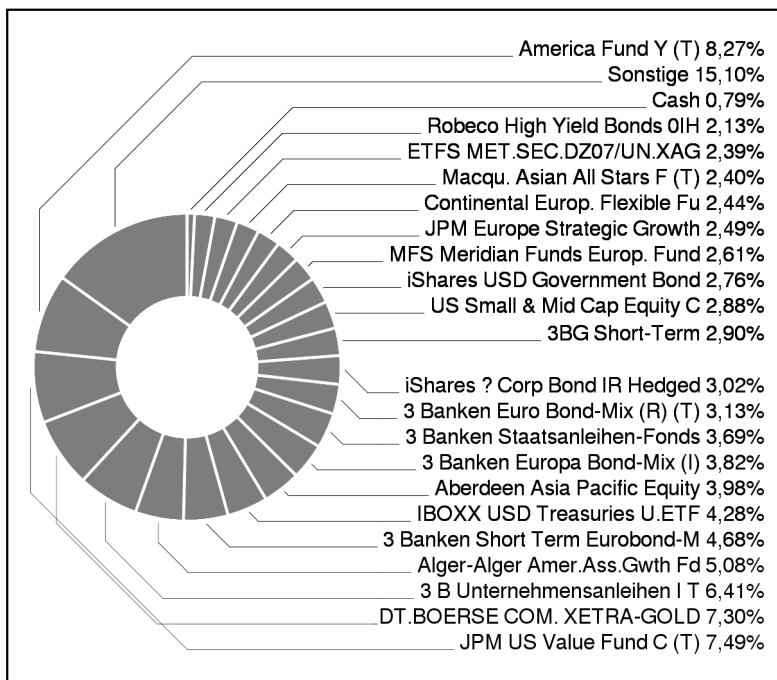 America Fund Y (T) 8,27%
Sonstige 15,10%
Cash 0,79%
Robeco High Yield Bonds 0IH 2,13%
ETFS MET.SEC.DZ07/UN.XAG 2,39%
Macqu. Asian All Stars F (T) 2,40%
Continental Europ. Flexible Fu 2,44%
JPM Europe Strategic Growth 2,49%
MFS Meridian Funds Europ. Fund 2,61%
iShares USD Government Bond 2,76%
US Small & Mid Cap Equity C 2,88%
3BG Short-Term 2,90%
iShares ? Corp Bond IR Hedged 3,02%
3 Banken Euro Bond-Mix (R) (T) 3,13%
3 Banken Staatsanleihen-Fonds 3,69%
3 Banken Europa Bond-Mix (I) 3,82%
Aberdeen Asia Pacific Equity 3,98%
IBOXX USD Treasuries U.ETF 4,28%
3 Banken Short Term Eurobond-M 4,68%
Alger-Alger Amer.Ass.Gwth Fd 5,08%
3 B Unternehmensanleihen I T 6,41%
DT.BOERSE COM. XETRA-GOLD 7,30%
JPM US Value Fund C (T) 7,49%